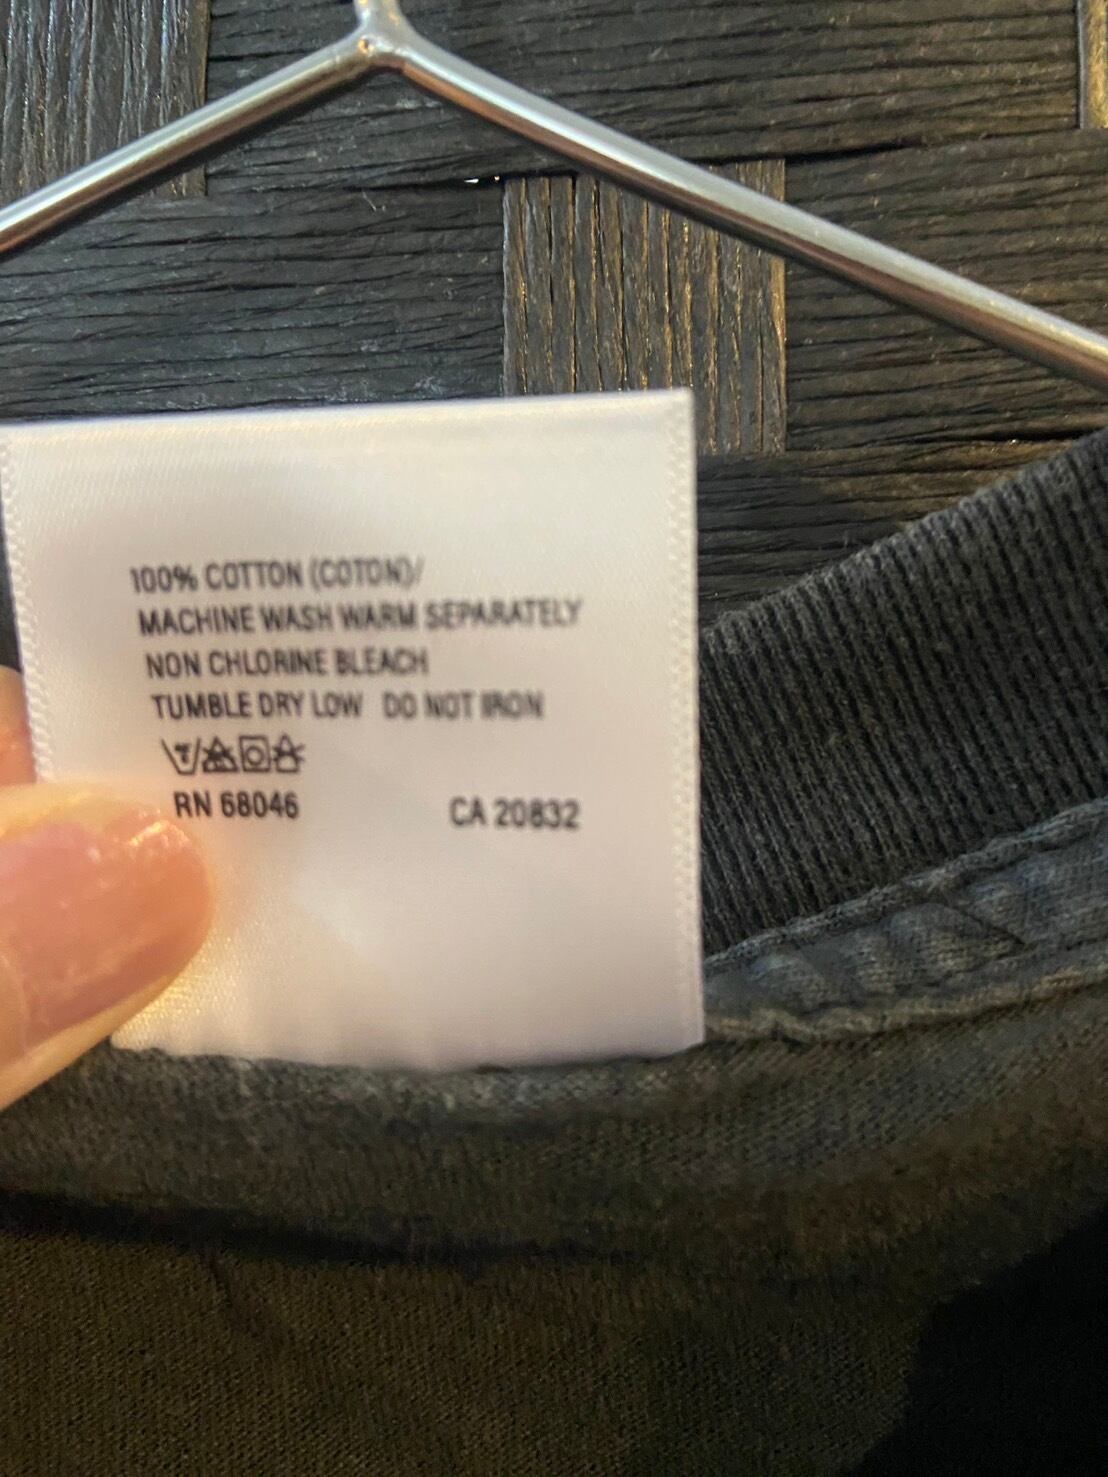 100% COTTON (COTON)/
MACHINE WASH WARM SEPARATELY
NON CHLORINE BLEACH
TUMBLE DRY LOW DO NOT IRON
RN 68046 CA 20832